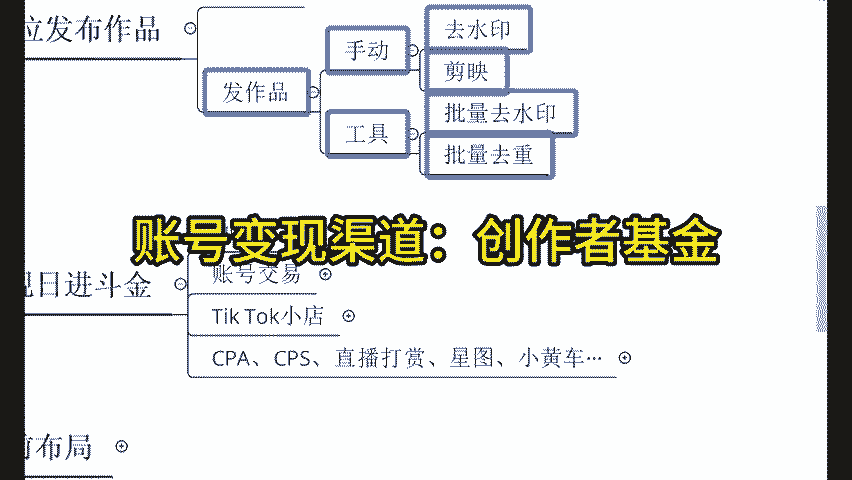 立发布作品
去水印
手动
剪映
发作品
批量去水印
工具
批量去重
账号变现渠道：创作者基金
账号交易
现日进斗金
Tik Tok小店
CPA、CPS、直播打赏、星图、小黄车…
布局